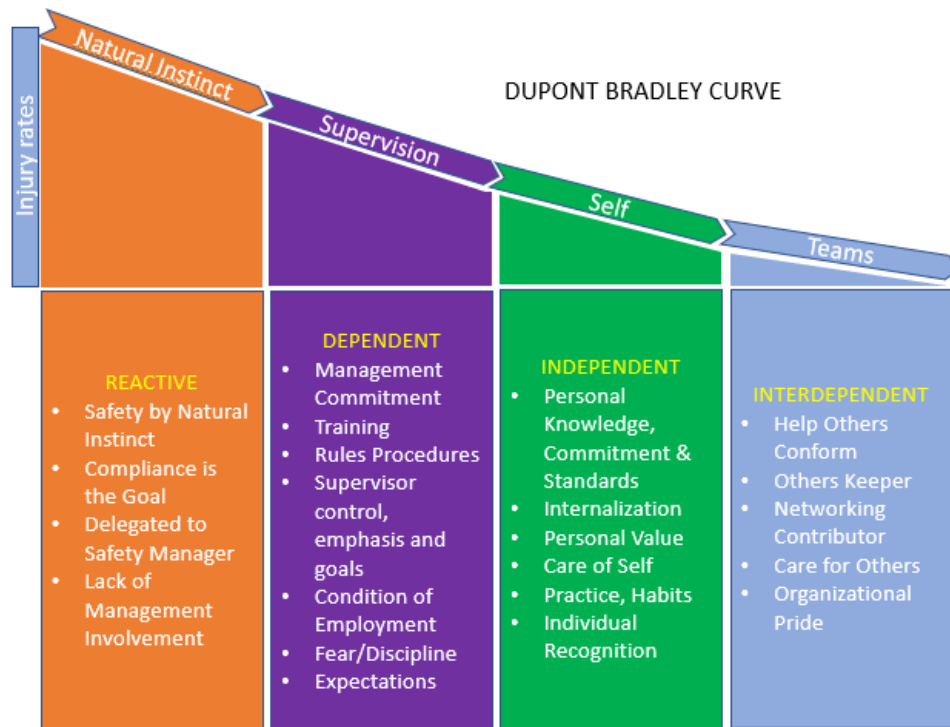 Natural Instinct
Supervision
Self
Teams
DUPONT BRADLEY CURVE
Injury rates
REACTIVE
• Safety by Natural
Instinct
• Compliance is
the Goal
• Delegated to
Safety Manager
• Lack of
Management
Involvement
DEPENDENT
• Management
Commitment
• Training
• Rules Procedures
• Supervisor
control,
emphasis and
goals
• Condition of
Employment
• Fear/Discipline
• Expectations
INDEPENDENT
• Personal
Knowledge,
Commitment &
Standards
• Internalization
• Personal Value
• Care of Self
• Practice, Habits
• Individual
Recognition
INTERDEPENDENT
• Help Others
Conform
• Others Keeper
• Networking
Contributor
• Care for Others
• Organizational
Pride